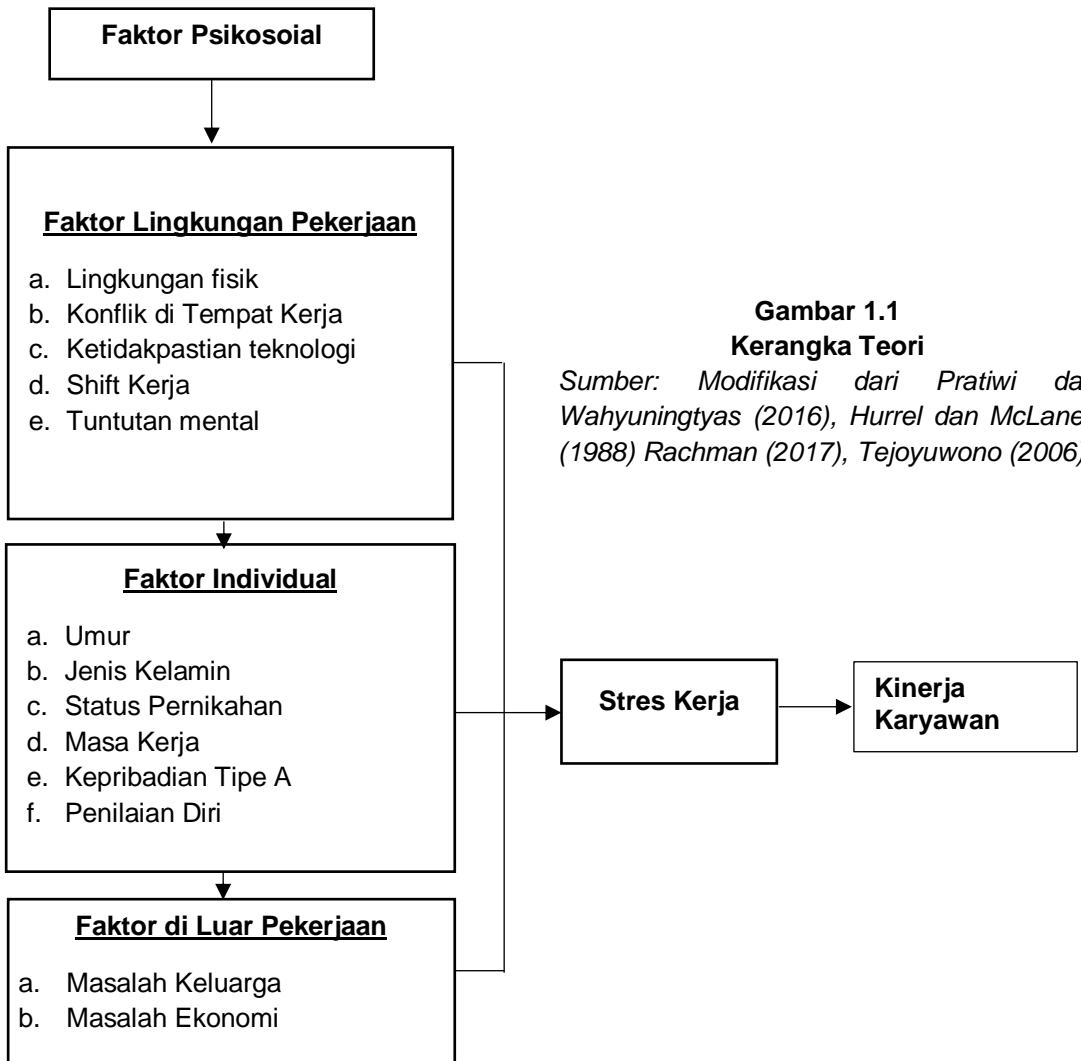 Faktor Psikosoial
Faktor Lingkungan Pekerjaan
a. Lingkungan fisik
b. Konflik di Tempat Kerja
c. Ketidakpastian teknologi
d. Shift Kerja
e. Tuntutan mental
Gambar 1.1
Kerangka Teori
Sumber: Modifikasi dari Pratiwi da
Wahyuningtyas (2016), Hurrel dan McLane
(1988) Rachman (2017), Tejoyuwono (2006)
Faktor Individual
a. Umur
b. Jenis Kelamin
c. Status Pernikahan
d. Masa Kerja
e. Kepribadian Tipe A
f. Penilaian Diri
Stres Kerja
Kinerja
Karyawan
Faktor di Luar Pekerjaan
a. Masalah Keluarga
b. Masalah Ekonomi